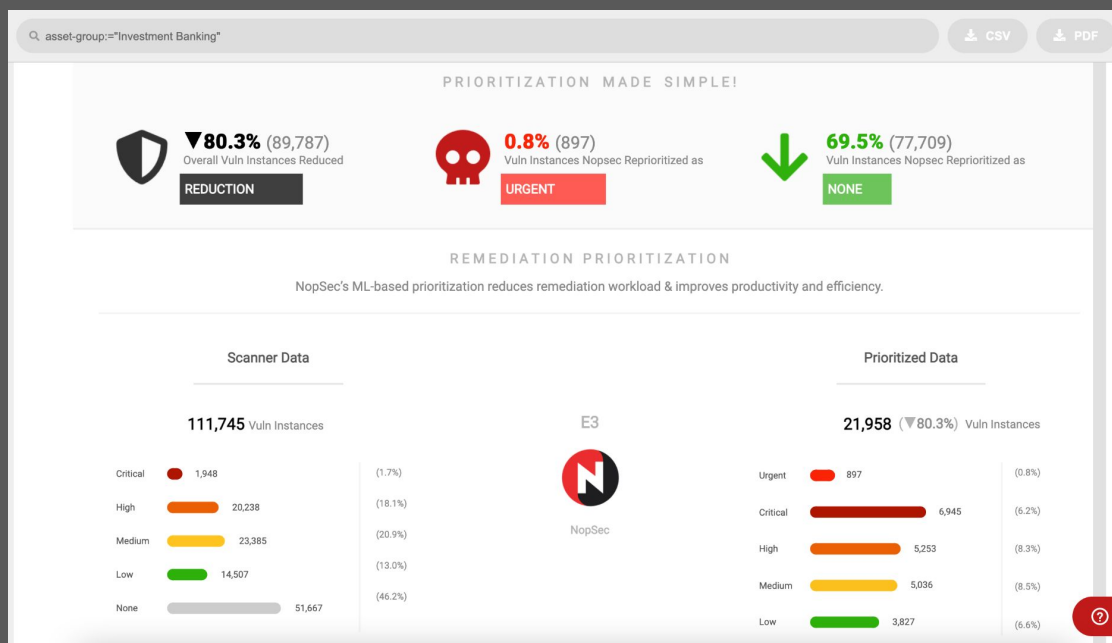 asset-group:="Investment Banking"
CSV
PDF
PRIORITIZATION MADE SIMPLE!
▼80.3% (89,787)
Overall Vuln Instances Reduced
REDUCTION
0.8% (897)
Vuln Instances Nopsec Reprioritized as
URGENT
69.5% (77,709)
Vuln Instances Nopsec Reprioritized as
NONE
REMEDIATION PRIORITIZATION
NopSec's ML-based prioritization reduces remediation workload & improves productivity and efficiency.
Scanner Data
111,745 Vuln Instances
Critical 1,948 (1.7%)
High 20,238 (18.1%)
Medium 23,385 (20.9%)
Low 14,507 (13.0%)
None 51,667 (46.2%)
E3
N
NopSec
Prioritized Data
21,958 (▼80.3%) Vuln Instances
Urgent 897 (0.8%)
Critical 6,945 (6.2%)
High 5,253 (8.3%)
Medium 5,036 (8.5%)
Low 3,827 (6.6%)
?